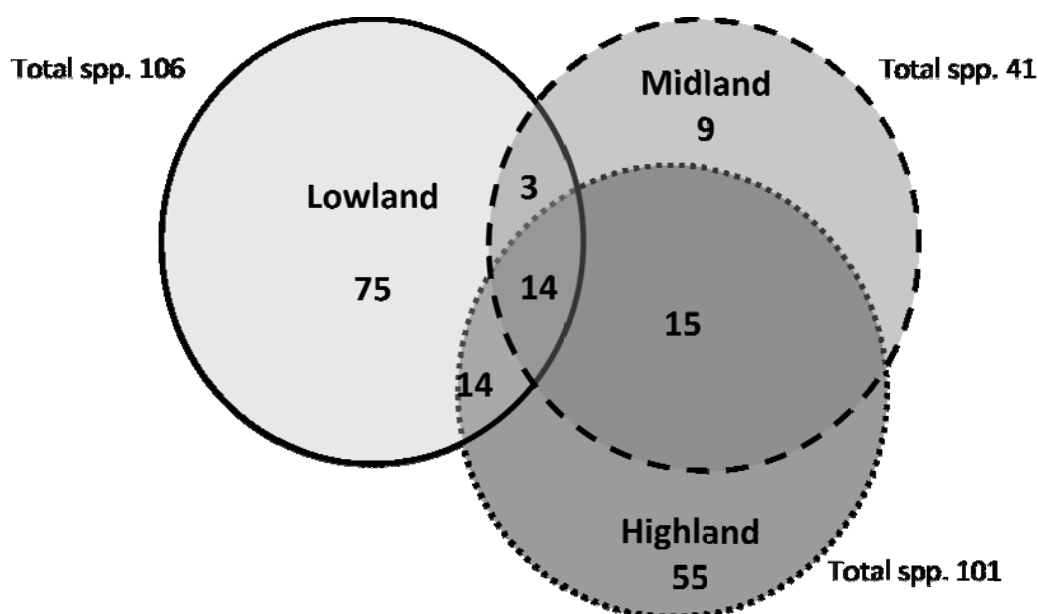 Total spp. 106
Total spp. 41
Midland
9
3
Lowland
75
14
15
14
Highland
55
Total spp. 101